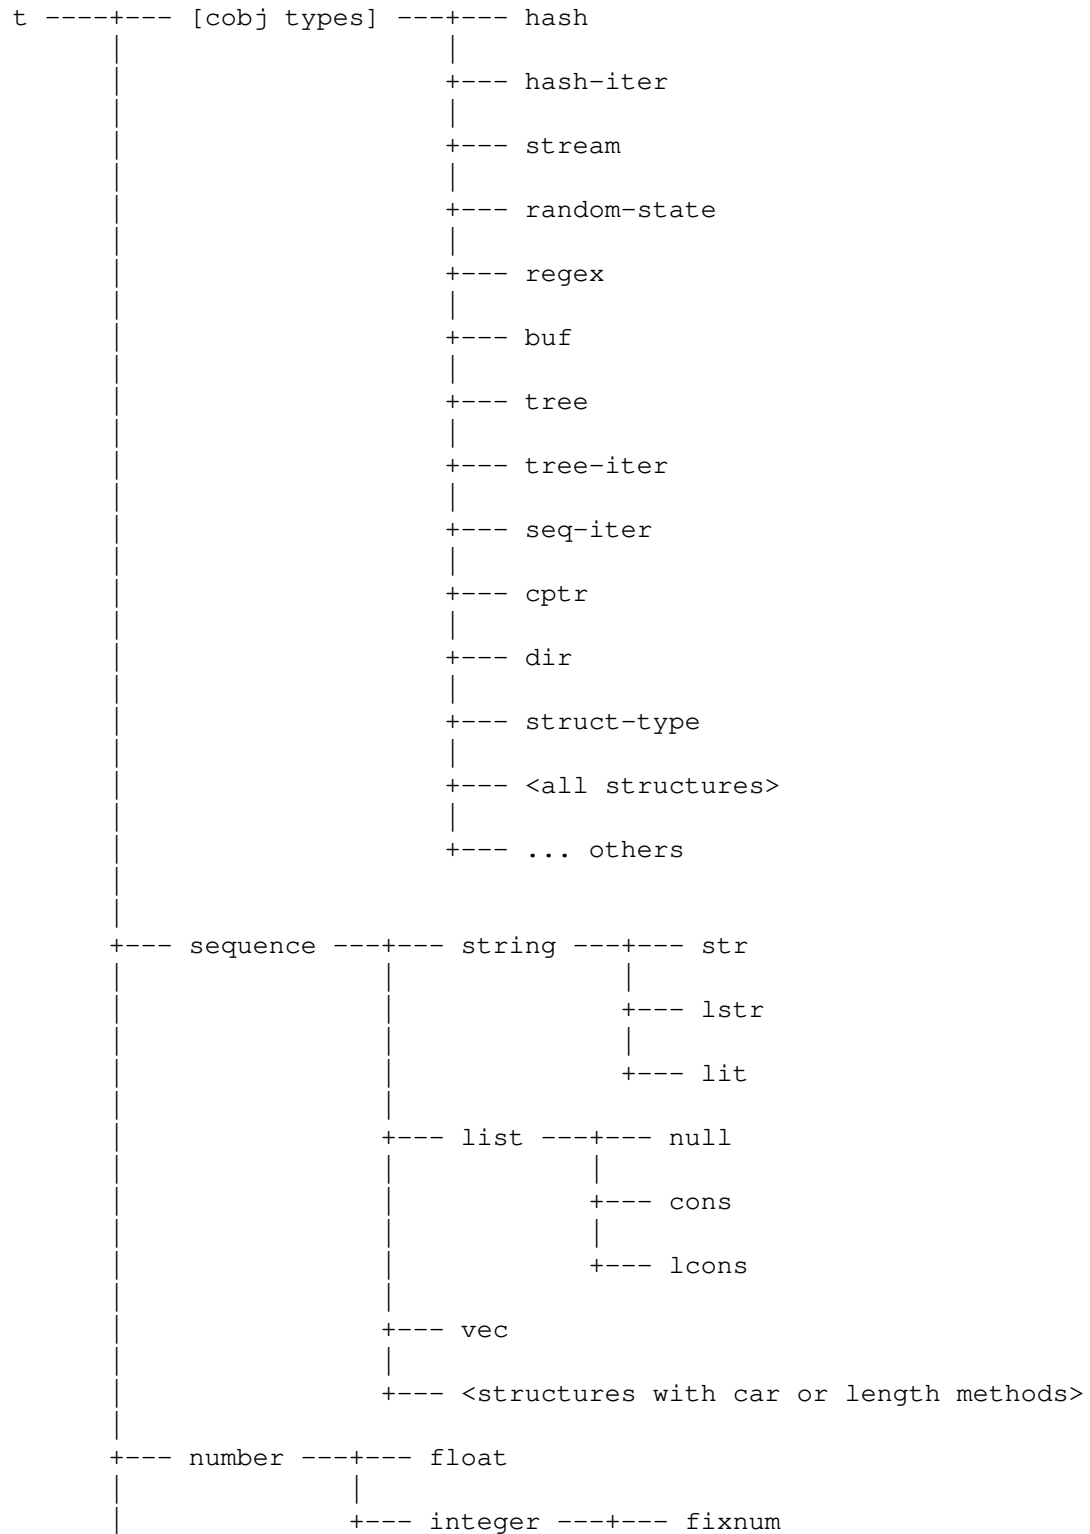 t ----+--- [cobj types] ---+--- hash
|                    |
|                    +--- hash-iter
|                    |
|                    +--- stream
|                    |
|                    +--- random-state
|                    |
|                    +--- regex
|                    |
|                    +--- buf
|                    |
|                    +--- tree
|                    |
|                    +--- tree-iter
|                    |
|                    +--- seq-iter
|                    |
|                    +--- cptr
|                    |
|                    +--- dir
|                    |
|                    +--- struct-type
|                    |
|                    +--- <all structures>
|                    |
|                    +--- ... others
|
|
+--- sequence ---+--- string ---+--- str
|                |              |
|                |              +--- lstr
|                |              |
|                |              +--- lit
|                |
|                +--- list ---+--- null
|                |            |
|                |            +--- cons
|                |            |
|                |            +--- lcons
|                |
|                +--- vec
|                |
|                +--- <structures with car or length methods>
|
+--- number ---+--- float
|              |
|              +--- integer ---+--- fixnum